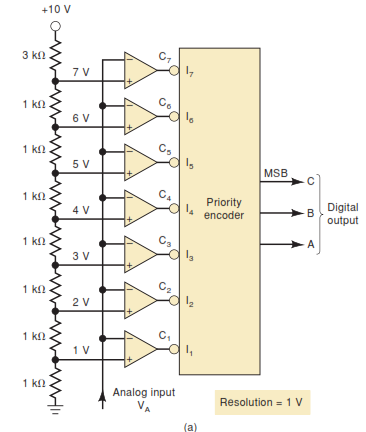 +10 V
3 kΩ
7 V
C7
I7
1 kΩ
6 V
C6
I6
1 kΩ
5 V
C5
I5
1 kΩ
4 V
C4
I4
1 kΩ
3 V
C3
I3
1 kΩ
2 V
C2
I2
1 kΩ
1 V
C1
I1
1 kΩ
Priority
encoder
MSB
C
B
A
Digital
output
Analog input
VA
Resolution = 1 V
(a)